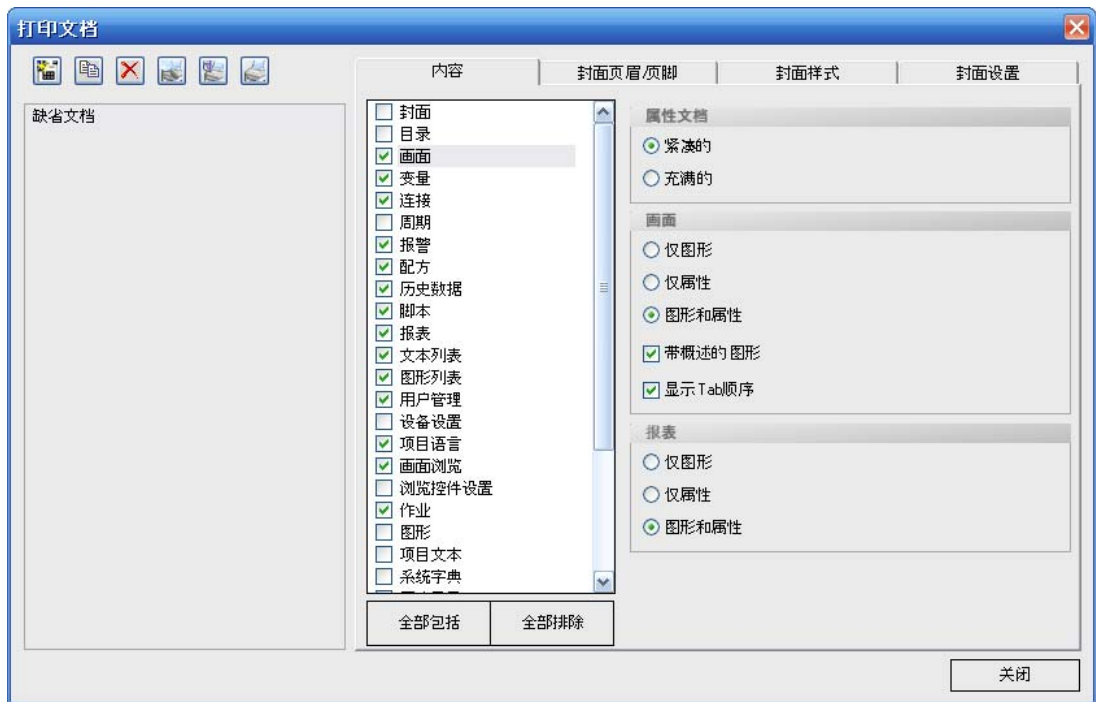 打印文档
内容
封面页眉/页脚
封面样式
封面设置
缺省文档
封面
目录
画面
变量
连接
周期
报警
配方
历史数据
脚本
报表
文本列表
图形列表
用户管理
设备设置
项目语言
画面浏览
浏览控件设置
作业
图形
项目文本
系统字典
全部包括
全部排除
属性文档
紧凑的
充满的
画面
仅图形
仅属性
图形和属性
带概述的图形
显示Tab顺序
报表
仅图形
仅属性
图形和属性
关闭